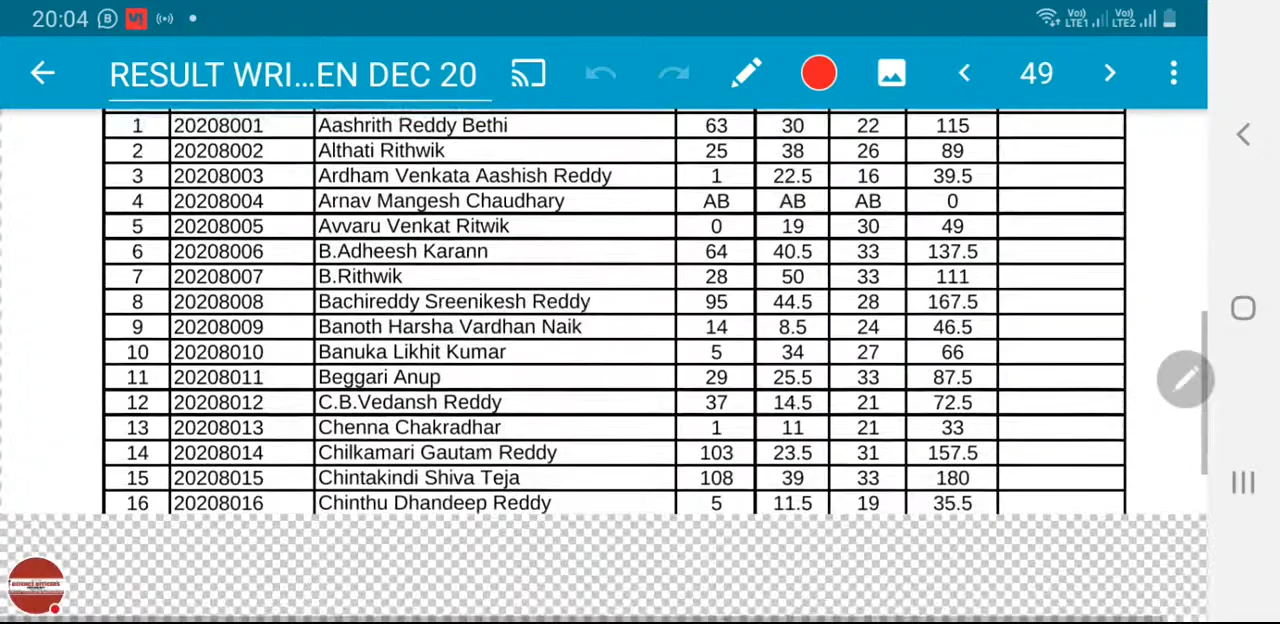 20:04
Vo)) LTE1 Vo)) LTE2
RESULT WRI...EN DEC 20 49
1 20208001 Aashrith Reddy Bethi 63 30 22 115
2 20208002 Althati Rithwik 25 38 26 89
3 20208003 Ardham Venkata Aashish Reddy 1 22.5 16 39.5
4 20208004 Arnav Mangesh Chaudhary AB AB AB 0
5 20208005 Avvaru Venkat Ritwik 0 19 30 49
6 20208006 B.Adheesh Karann 64 40.5 33 137.5
7 20208007 B.Rithwik 28 50 33 111
8 20208008 Bachireddy Sreenikesh Reddy 95 44.5 28 167.5
9 20208009 Banoth Harsha Vardhan Naik 14 8.5 24 46.5
10 20208010 Banuka Likhit Kumar 5 34 27 66
11 20208011 Beggari Anup 29 25.5 33 87.5
12 20208012 C.B.Vedansh Reddy 37 14.5 21 72.5
13 20208013 Chenna Chakradhar 1 11 21 33
14 20208014 Chilkamari Gautam Reddy 103 23.5 31 157.5
15 20208015 Chintakindi Shiva Teja 108 39 33 180
16 20208016 Chinthu Dhandeep Reddy 5 11.5 19 35.5